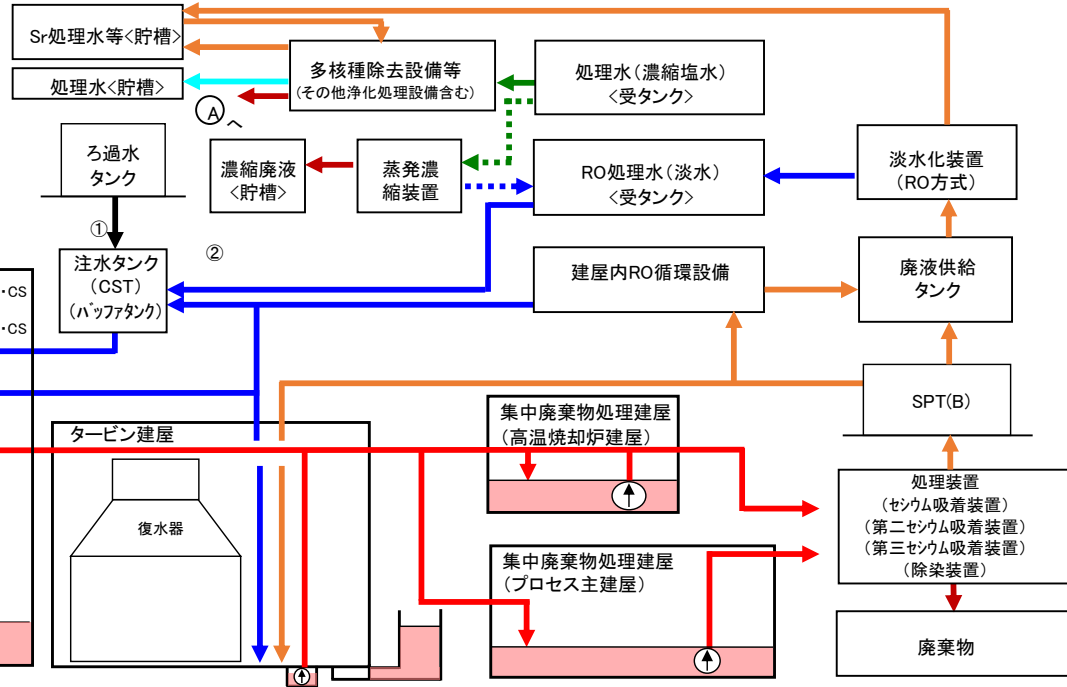 Sr処理水等<貯槽>
処理水<貯槽>
多核種除去設備等
(その他浄化処理設備含む)
処理水(濃縮塩水)
<受タンク>
Aへ
ろ過水
タンク
濃縮廃液
<貯槽>
蒸発濃
縮装置
RO処理水(淡水)
<受タンク>
淡水化装置
(RO方式)
①
②
注水タンク
(CST)
(バッファタンク)
建屋内RO循環設備
廃液供給
タンク
・CS
・CS
SPT(B)
タービン建屋
復水器
集中廃棄物処理建屋
(高温焼却炉建屋)
処理装置
(セシウム吸着装置)
(第二セシウム吸着装置)
(第三セシウム吸着装置)
(除染装置)
集中廃棄物処理建屋
(プロセス主建屋)
廃棄物